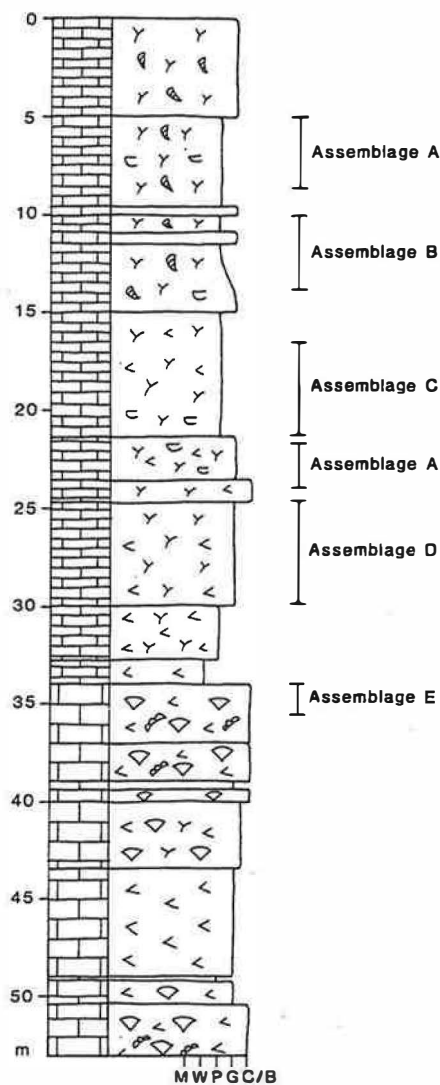 0
5
Assemblage A
10
Assemblage B
15
Assemblage C
20
Assemblage A
25
Assemblage D
30
Assemblage E
35
40
45
50
m
MWPGC/B